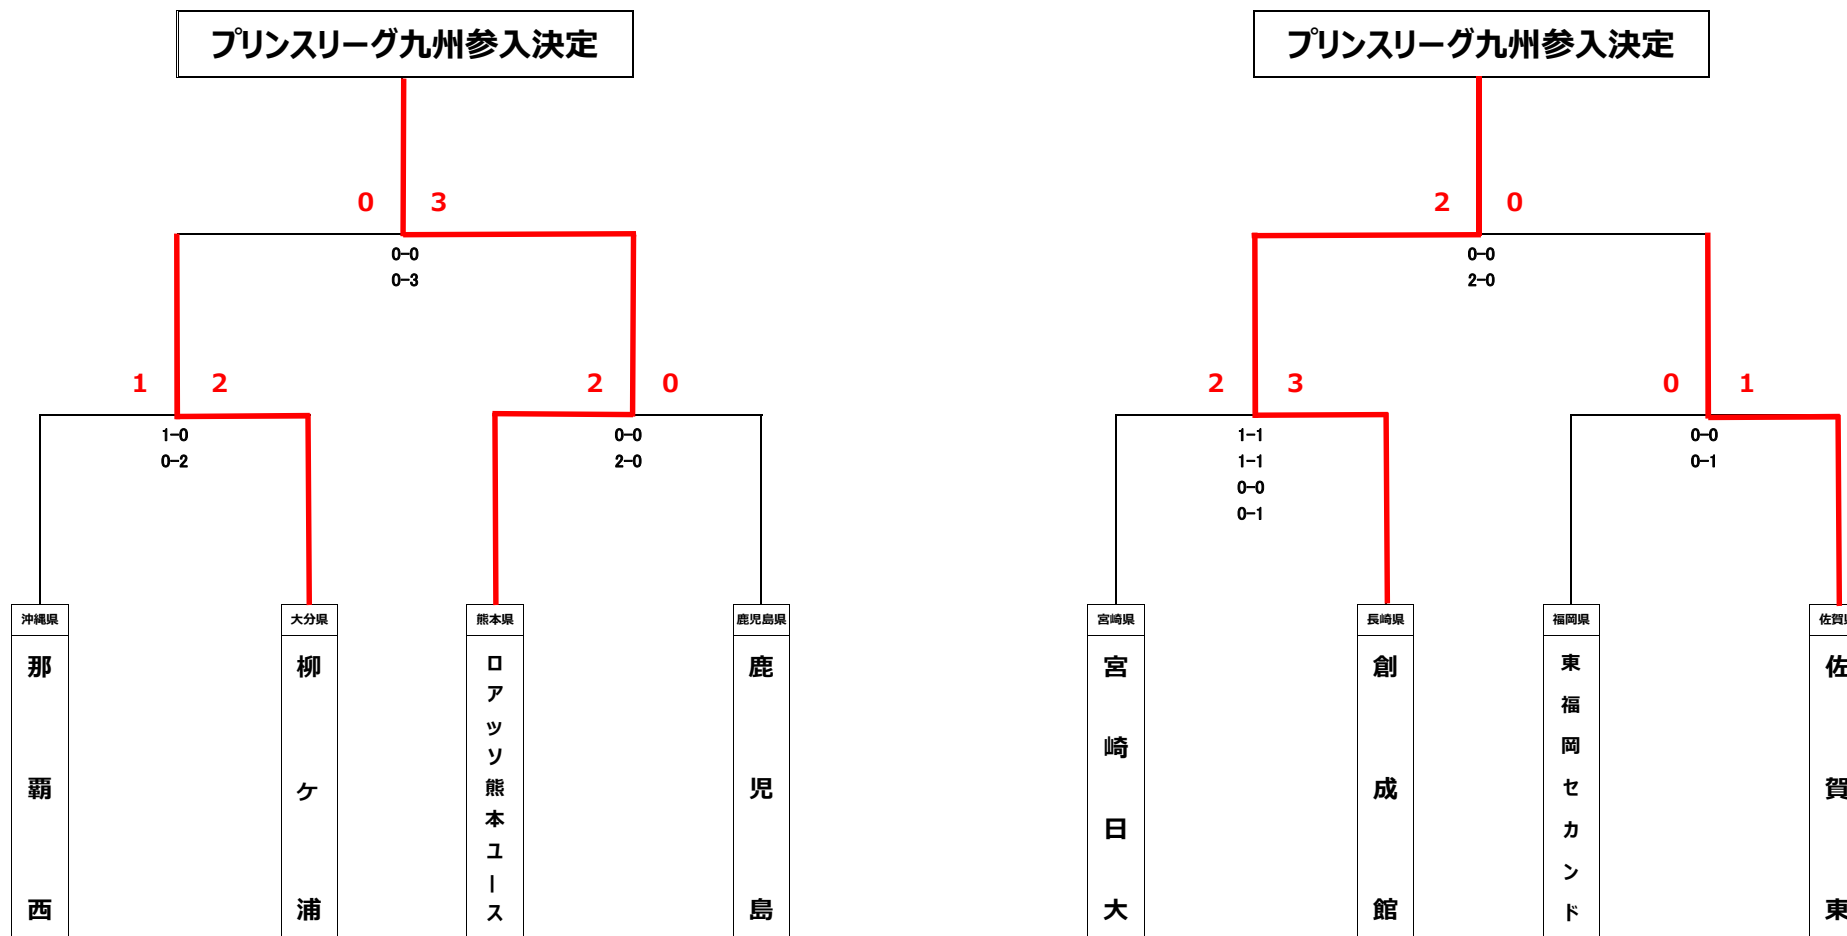 プリンスリーグ九州参入決定
プリンスリーグ九州参入決定
0 3
2 0
0-0
0-3
0-0
2-0
1 2
2 0
2 3
0 1
1-0
0-2
0-0
2-0
1-1
1-1
0-0
0-1
0-0
0-1
沖縄県
那覇西
大分県
柳ケ浦
熊本県
ロアッソ熊本ユース
鹿児島県
鹿児島
宮崎県
宮崎日大
長崎県
創成館
福岡県
東福岡セカンド
佐賀県
佐賀東